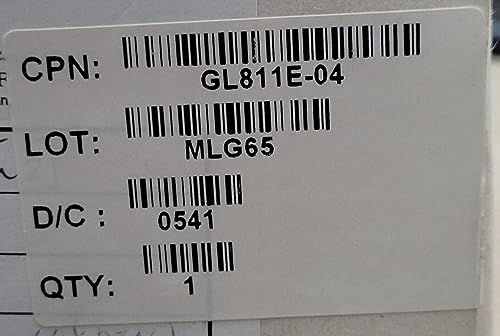 CPN: GL811E-04
LOT: MLG65
D/C : 0541
QTY: 1